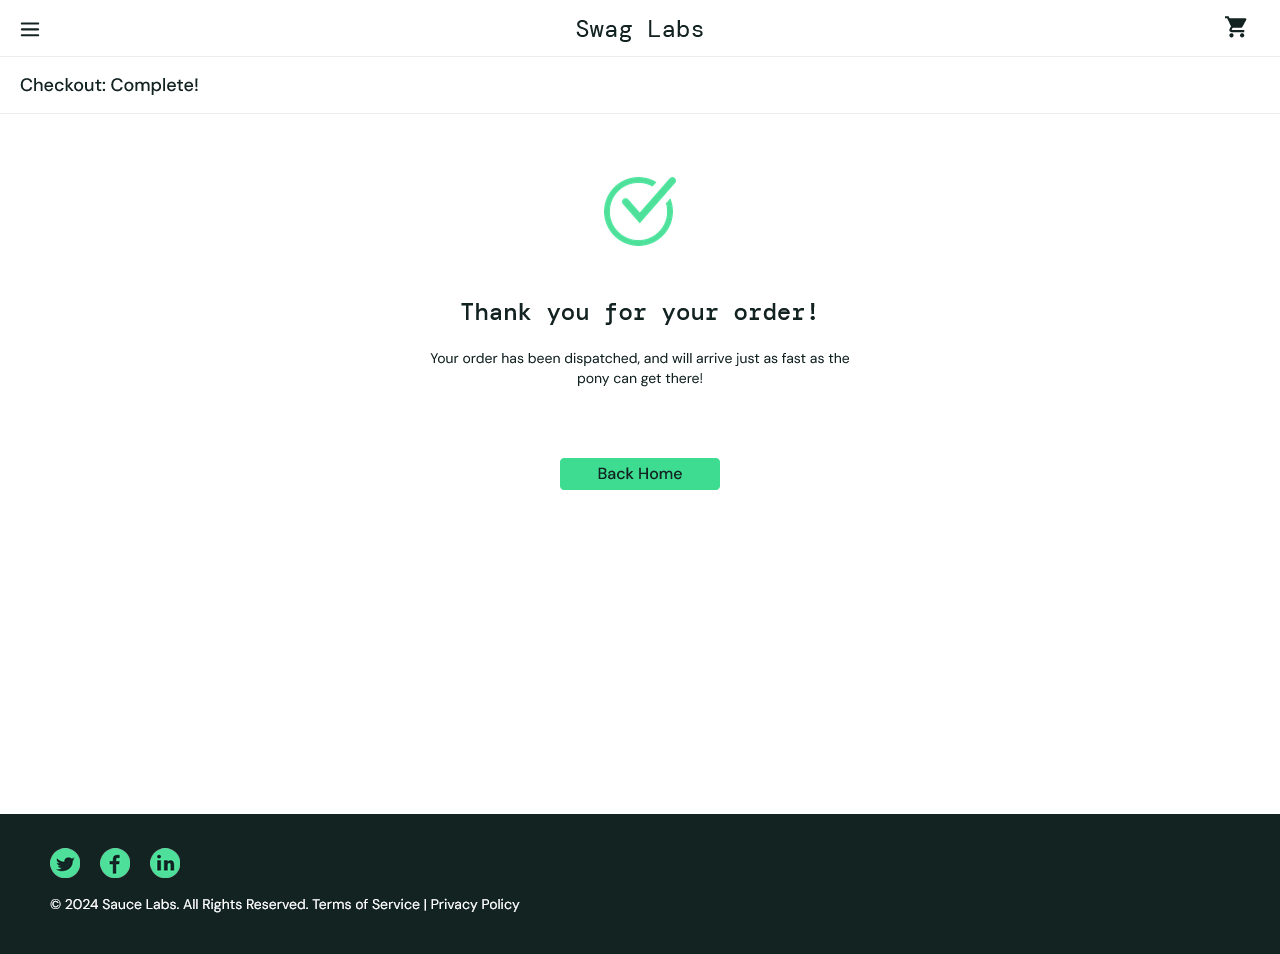 Swag Labs
Checkout: Complete!
Thank you for your order!
Your order has been dispatched, and will arrive just as fast as the
pony can get there!
Back Home
© 2024 Sauce Labs. All Rights Reserved. Terms of Service | Privacy Policy